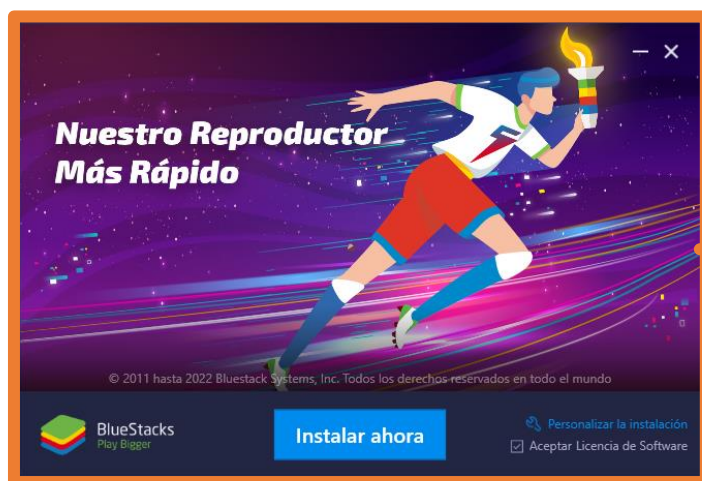 Nuestro Reproductor
Más Rápido
© 2011 hasta 2022 Bluestack Systems, Inc. Todos los derechos reservados en todo el mundo
BlueStacks
Play Bigger
Instalar ahora
Personalizar la instalación
Aceptar Licencia de Software